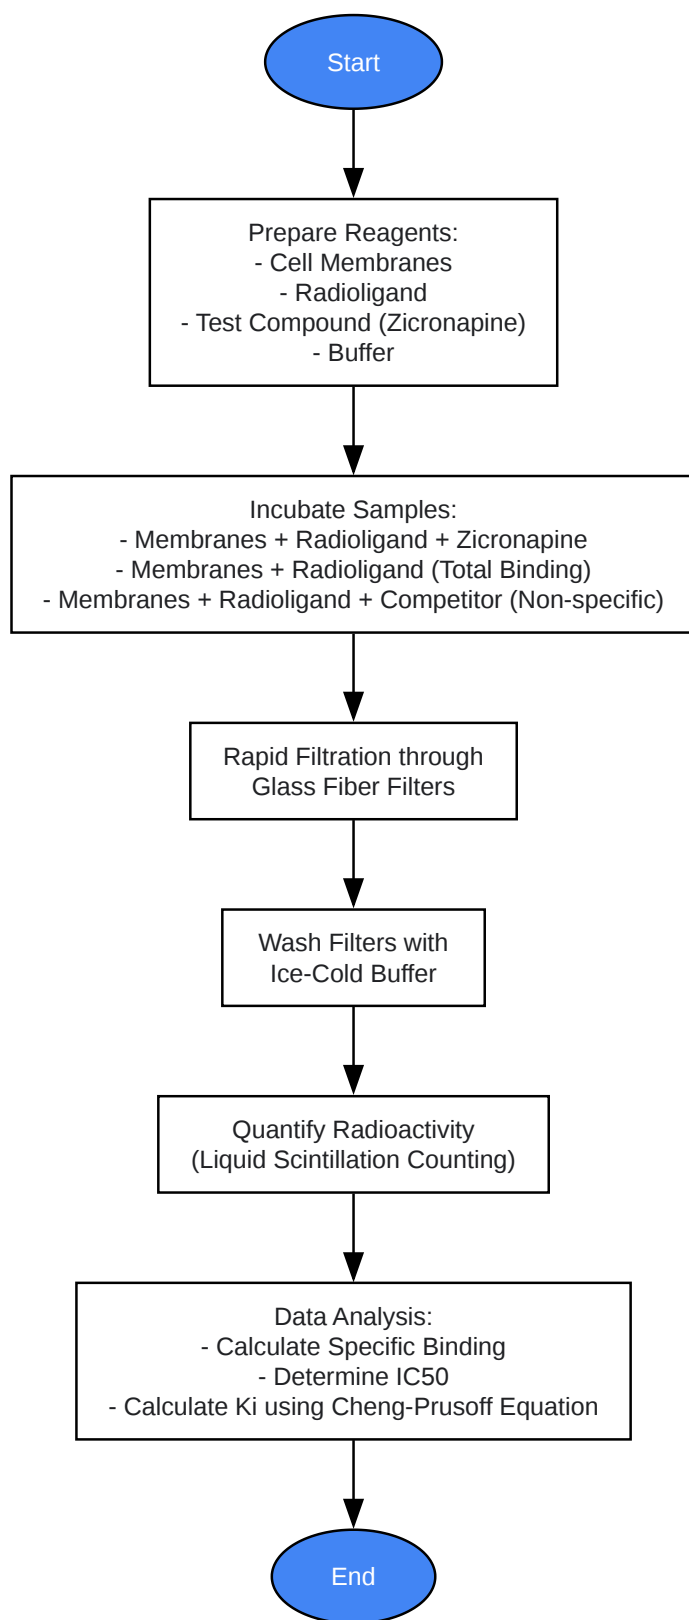 Start
Prepare Reagents:
- Cell Membranes
- Radioligand
- Test Compound (Zicronapine)
- Buffer
Incubate Samples:
- Membranes + Radioligand + Zicronapine
- Membranes + Radioligand (Total Binding)
- Membranes + Radioligand + Competitor (Non-specific)
Rapid Filtration through
Glass Fiber Filters
Wash Filters with
Ice-Cold Buffer
Quantify Radioactivity
(Liquid Scintillation Counting)
Data Analysis:
- Calculate Specific Binding
- Determine IC50
- Calculate Ki using Cheng-Prusoff Equation
End